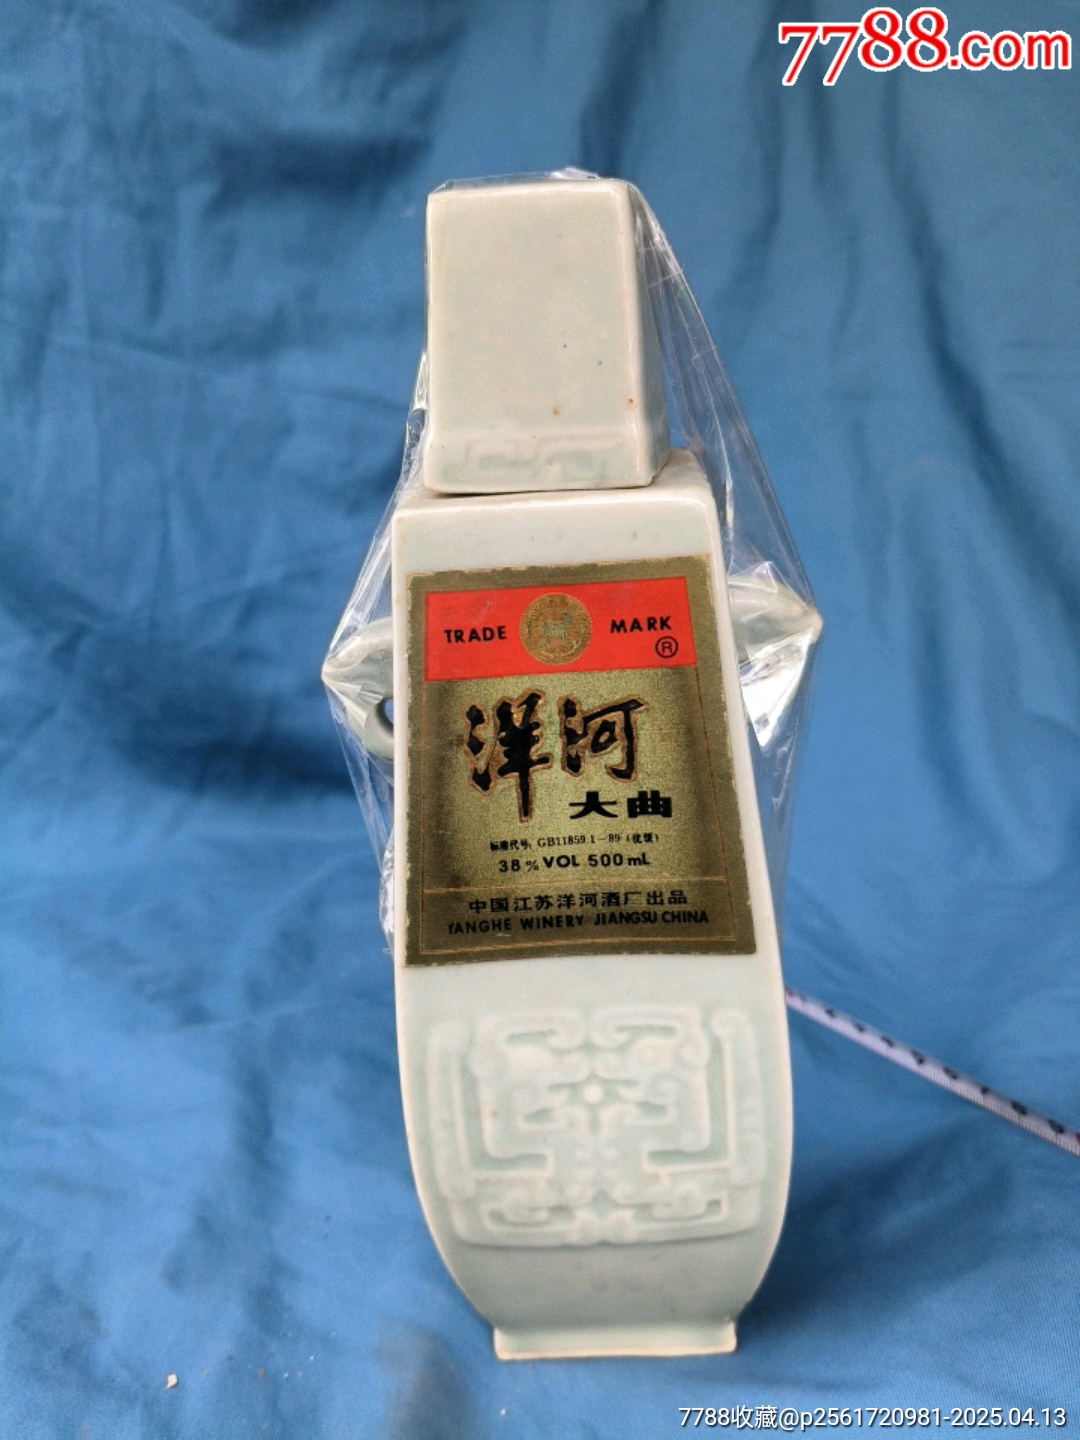 7788.com
TRADE MARK
®
洋河
大曲
标准代号: GB11859.1-89 (优级)
38% VOL 500mL
中国江苏洋河酒厂出品
YANGHE WINERY JIANGSU CHINA
7788收藏@p2561720981-2025.04.13